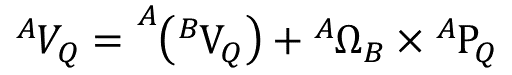 ᴬV_Q = ᴬ(ᴮV_Q) + ᴬΩ_B × ᴬP_Q